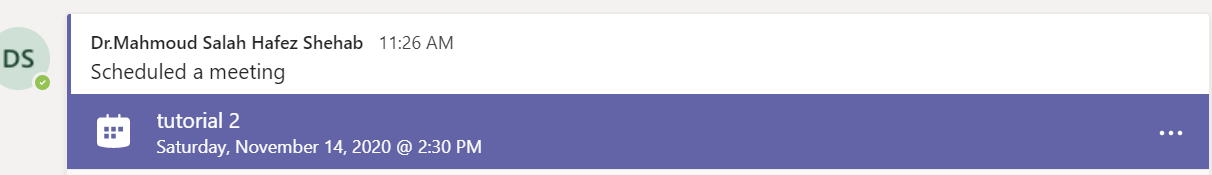 DS
Dr.Mahmoud Salah Hafez Shehab 11:26 AM
Scheduled a meeting
tutorial 2
Saturday, November 14, 2020 @ 2:30 PM